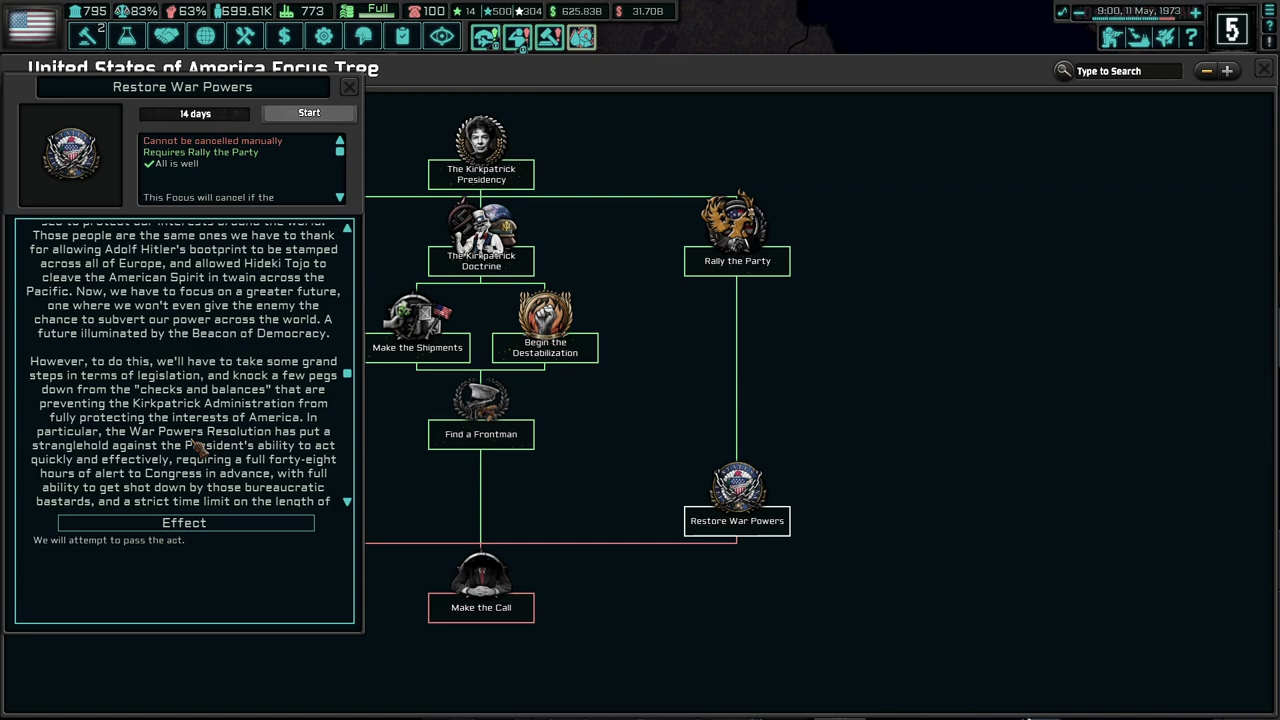 795 83% 63% 699.61K 773 Full 100 14 500 304 $ 625.83B $ 31.70B
9:00, 11 May, 1973
2
5
United States of America Focus Tree
Type to Search
Restore War Powers
14 days
Start
Cannot be cancelled manually
Requires Rally the Party
All is well
This Focus will cancel if the
sed to protect our interests around the world.
Those people are the same ones we have to thank
for allowing Adolf Hitler's bootprint to be stamped
across all of Europe, and allowed Hideki Tojo to
cleave the American Spirit in twain across the
Pacific. Now, we have to focus on a greater future,
one where we won't even give the enemy the
chance to subvert our power across the world. A
future illuminated by the Beacon of Democracy.
However, to do this, we'll have to take some grand
steps in terms of legislation, and knock a few pegs
down from the "checks and balances" that are
preventing the Kirkpatrick Administration from
fully protecting the interests of America. In
particular, the War Powers Resolution has put a
stranglehold against the President's ability to act
quickly and effectively, requiring a full forty-eight
hours of alert to Congress in advance, with full
ability to get shot down by those bureaucratic
bastards, and a strict time limit on the length of
Effect
We will attempt to pass the act.
The Kirkpatrick
Presidency
The Kirkpatrick
Doctrine
Rally the Party
Make the Shipments
Begin the
Destabilization
Find a Frontman
Restore War Powers
Make the Call